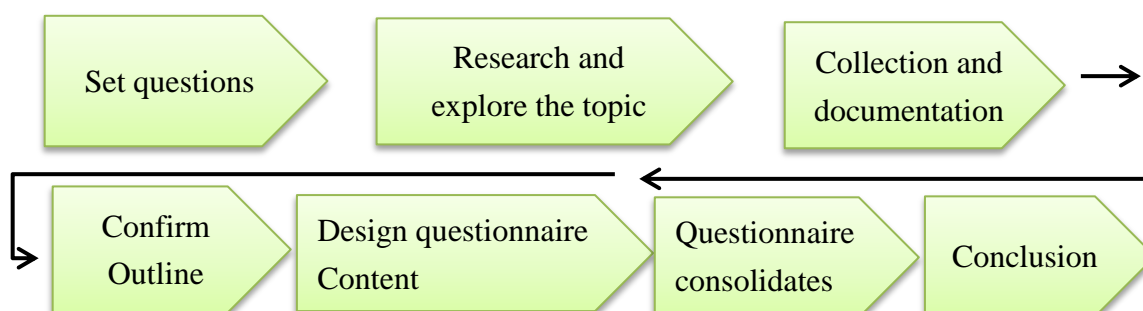 Set questions
Research and
explore the topic
Collection and
documentation
Confirm
Outline
Design questionnaire
Content
Questionnaire
consolidates
Conclusion